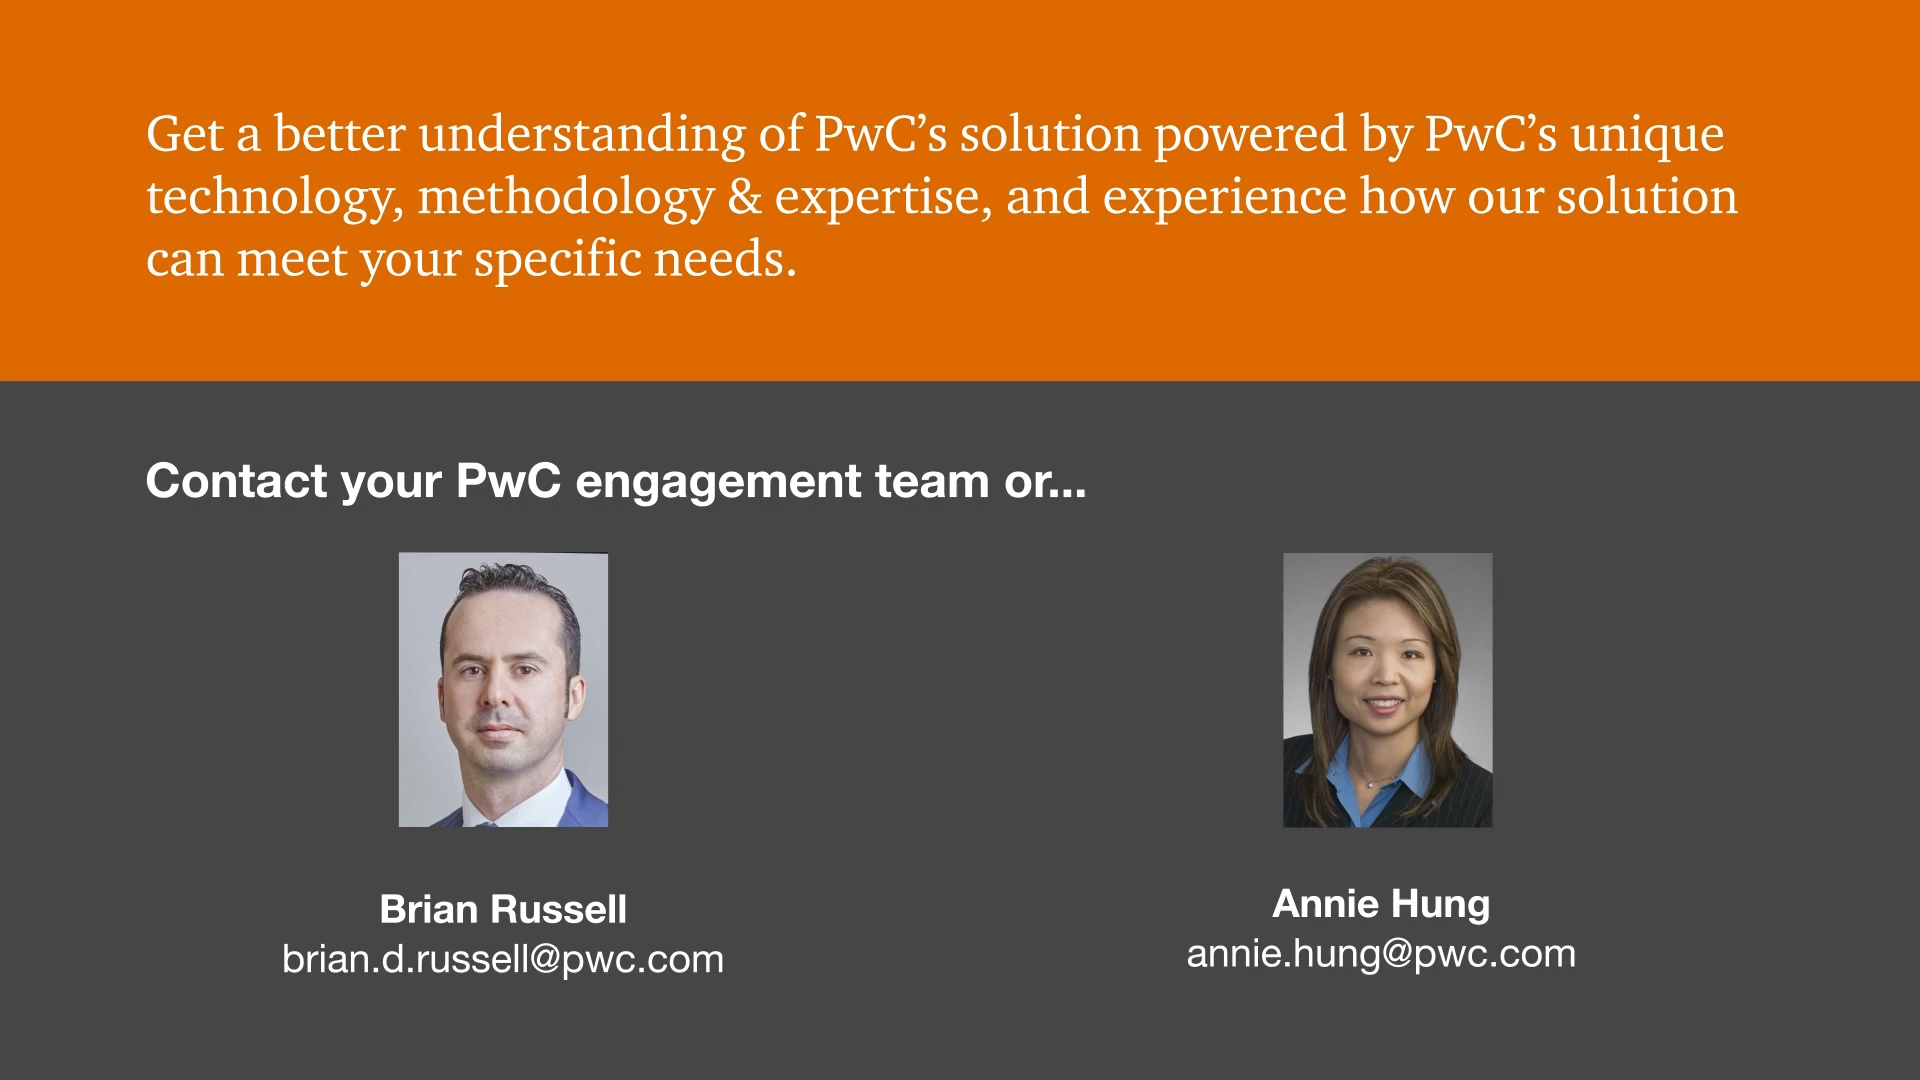 Get a better understanding of PwC’s solution powered by PwC’s unique
technology, methodology & expertise, and experience how our solution
can meet your specific needs.
Contact your PwC engagement team or...
Brian Russell
brian.d.russell@pwc.com
Annie Hung
annie.hung@pwc.com